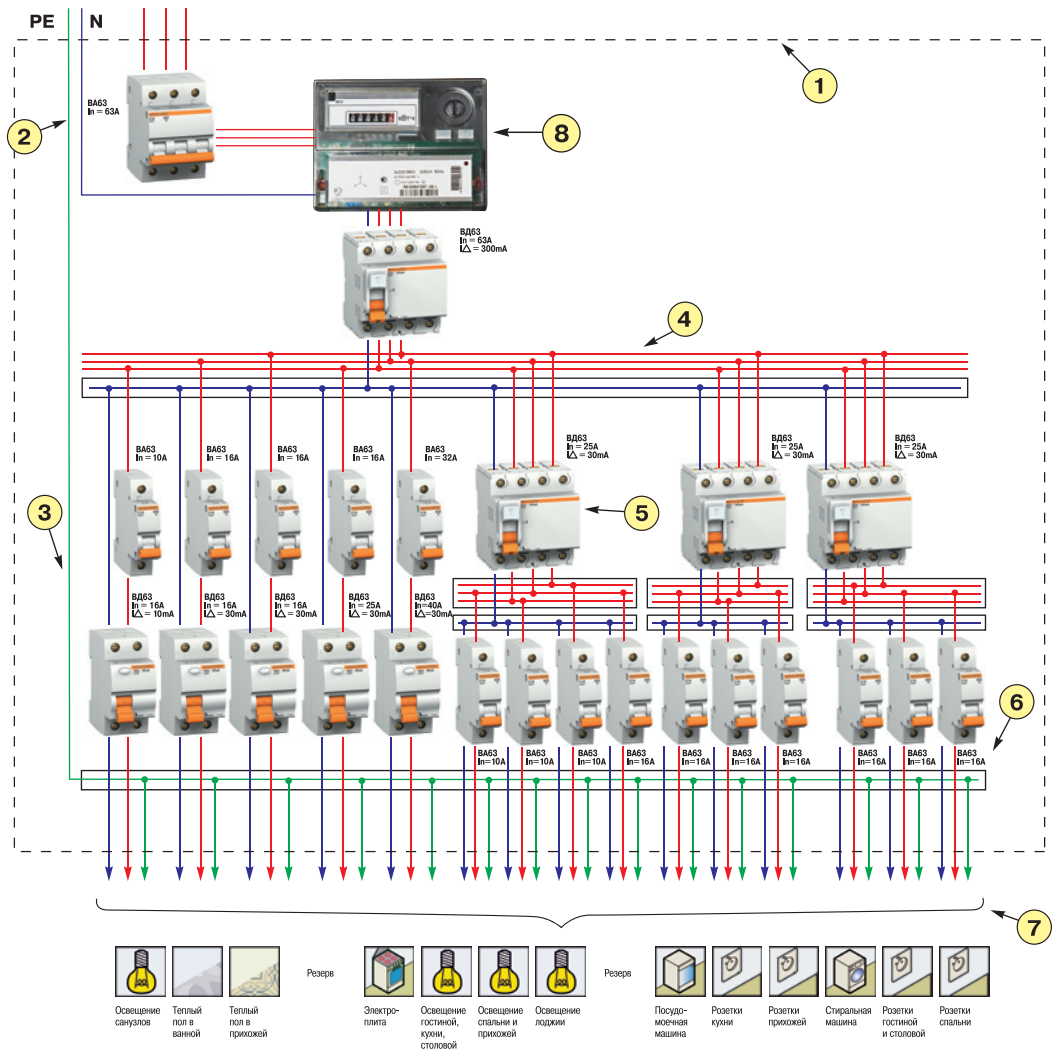 PE N
1
ВА63
In = 63A
2
кВт·ч
8
ВД63
In = 63A
I△ = 300mA
4
ВА63
In = 10A
ВА63
In = 16A
ВА63
In = 16A
ВА63
In = 16A
ВА63
In = 32A
ВД63
In = 25A
I△ = 30mA
ВД63
In = 25A
I△ = 30mA
ВД63
In = 25A
I△ = 30mA
3
5
ВД63
In = 16A
I△ = 10mA
ВД63
In = 16A
I△ = 30mA
ВД63
In = 16A
I△ = 30mA
ВД63
In = 25A
I△ = 30mA
ВД63
In=40A
I△=30mA
6
ВА63
In=10A
ВА63
In=10A
ВА63
In=10A
ВА63
In=16A
ВА63
In=16A
ВА63
In=16A
ВА63
In=16A
ВА63
In=16A
ВА63
In=16A
ВА63
In=16A
7
Освещение
санузлов
Теплый
пол в
ванной
Теплый
пол в
прихожей
Резерв
Электро-
плита
Освещение
гостиной,
кухни,
столовой
Освещение
спальни и
прихожей
Освещение
лоджии
Резерв
Посудо-
моечная
машина
Розетки
кухни
Розетки
прихожей
Стиральная
машина
Розетки
гостиной
и столовой
Розетки
спальни